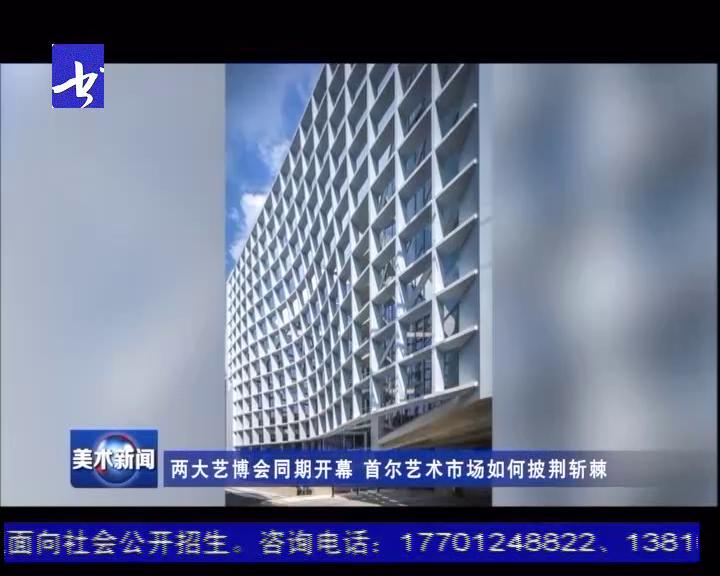 书
美术新闻
两大艺博会同期开幕 首尔艺术市场如何披荆斩棘
面向社会公开招生。咨询电话：17701248822、1381